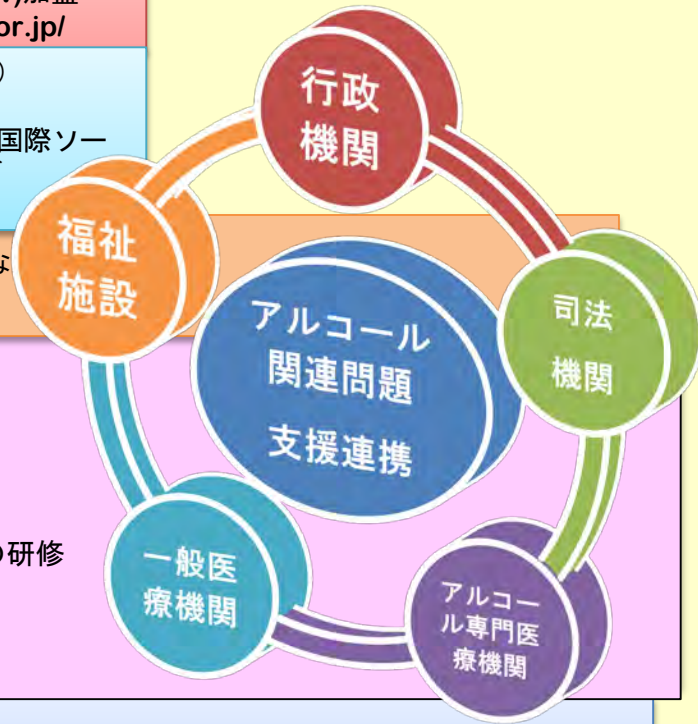 加盟
or.jp/
)
国際ソー
な
の研修
行政
機関
福祉
施設
司法
機関
アルコール
関連問題
支援連携
一般医
療機関
アルコー
ル専門医
療機関